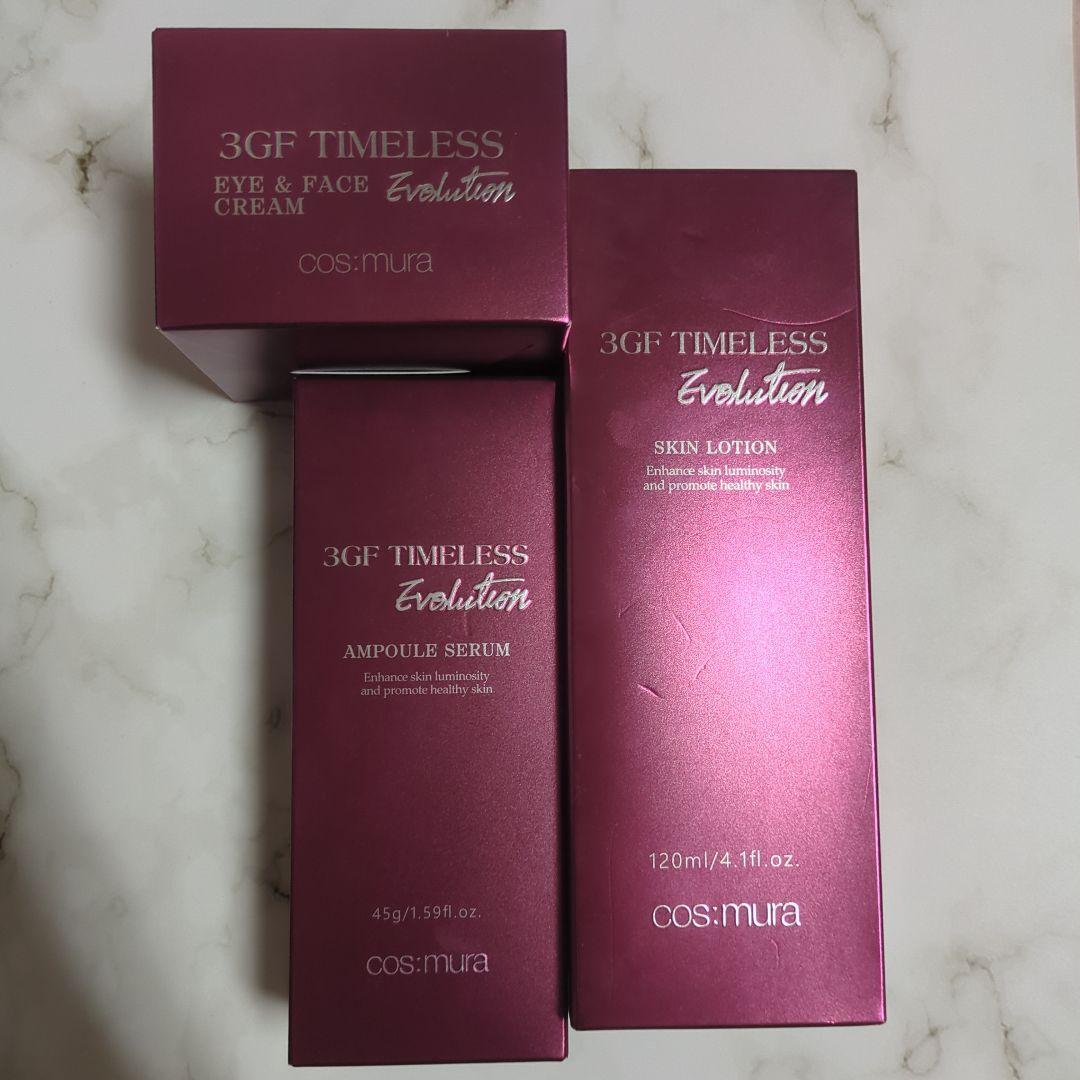 3GF TIMELESS
EYE & FACE
CREAM
Evolution
cos:mura
3GF TIMELESS
Evolution
SKIN LOTION
Enhance skin luminosity
and promote healthy skin
120ml/4.1fl.oz.
cos:mura
3GF TIMELESS
Evolution
AMPOULE SERUM
Enhance skin luminosity
and promote healthy skin
45g/1.59fl.oz.
cos:mura